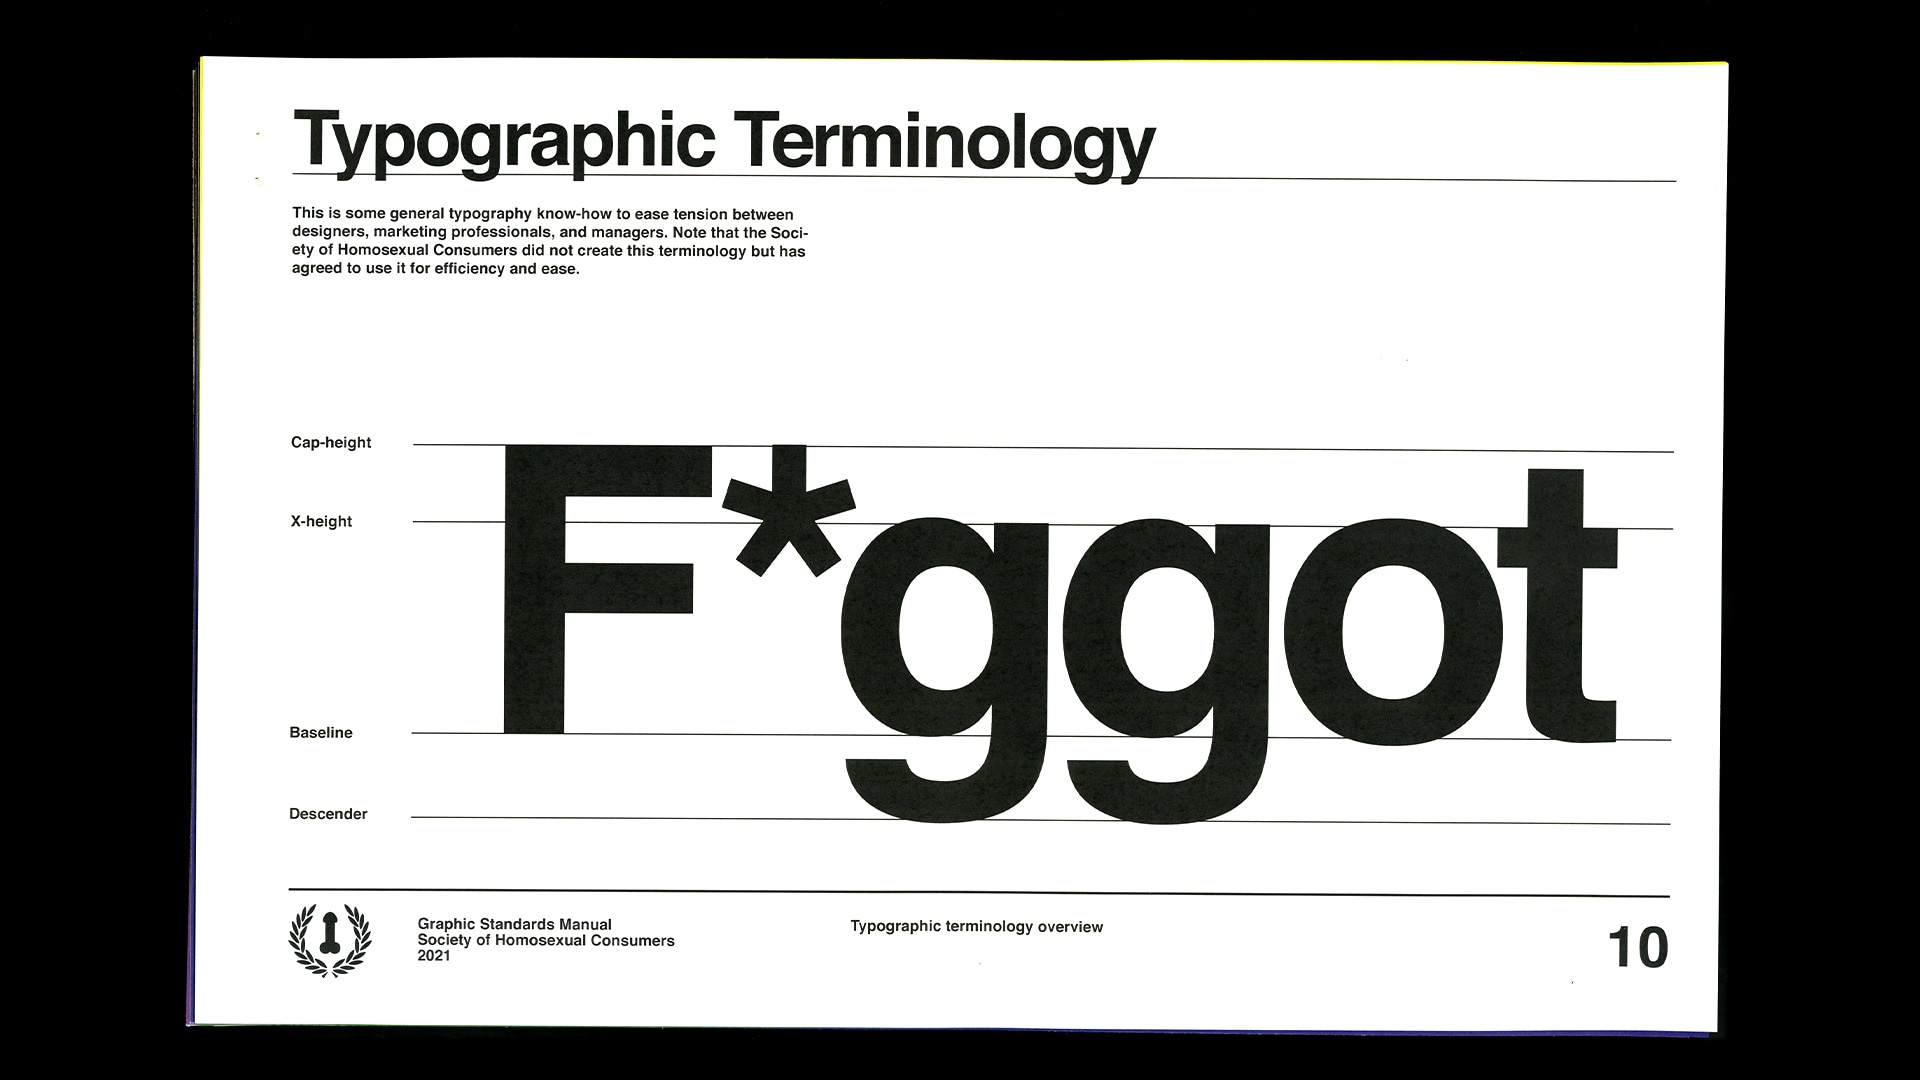 Typographic Terminology
This is some general typography know-how to ease tension between
designers, marketing professionals, and managers. Note that the Soci-
ety of Homosexual Consumers did not create this terminology but has
agreed to use it for efficiency and ease.
Cap-height
X-height
F*ggot
Baseline
Descender
Graphic Standards Manual
Society of Homosexual Consumers
2021
Typographic terminology overview
10